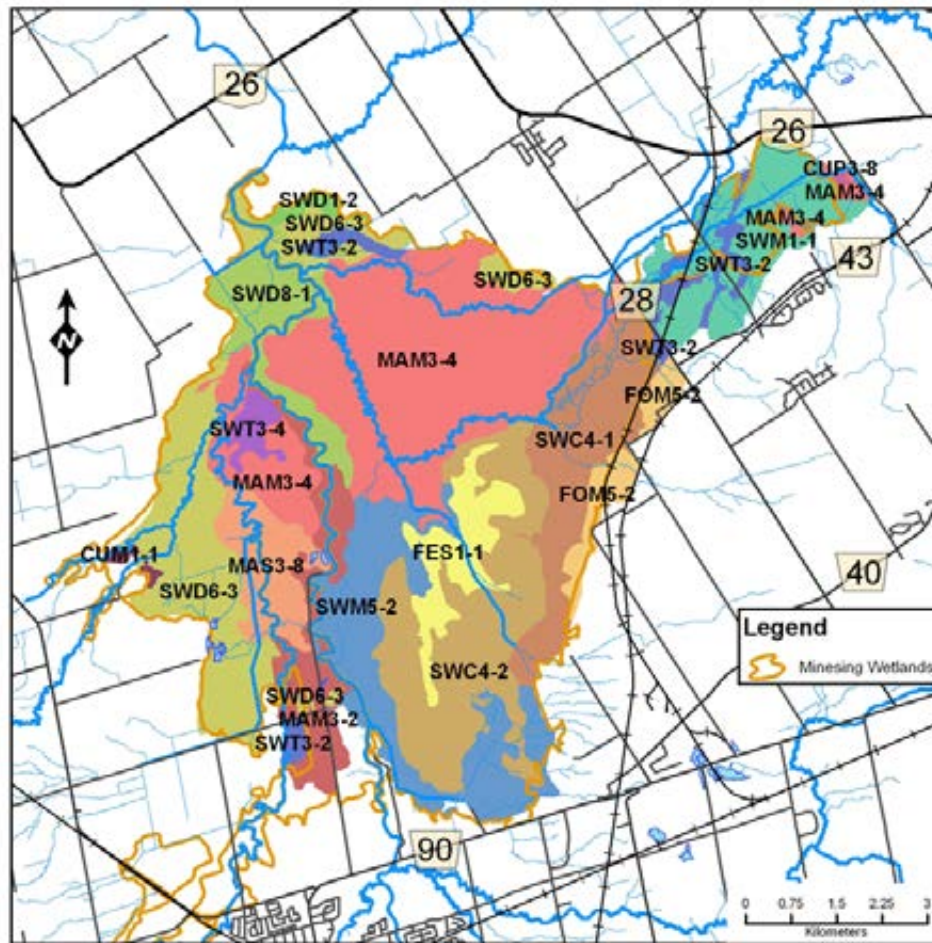 26
26
CUP3-8
MAM3-4
SWD1-2
SWD6-3
MAM3-4
SWT3-2
SWM1-1
SWT3-2
43
SWD6-3
SWD8-1
28
N
SWT3-2
MAM3-4
FOM5-2
SWT3-4
SWC4-1
MAM3-4
FOM5-2
CUM1-1
FES1-1
MAS3-8
40
SWD6-3
SWM5-2
Legend
Minesing Wetlands
SWC4-2
SWD6-3
MAM3-2
SWT3-2
90
0 0.75 1.5 2.25 3
Kilometers